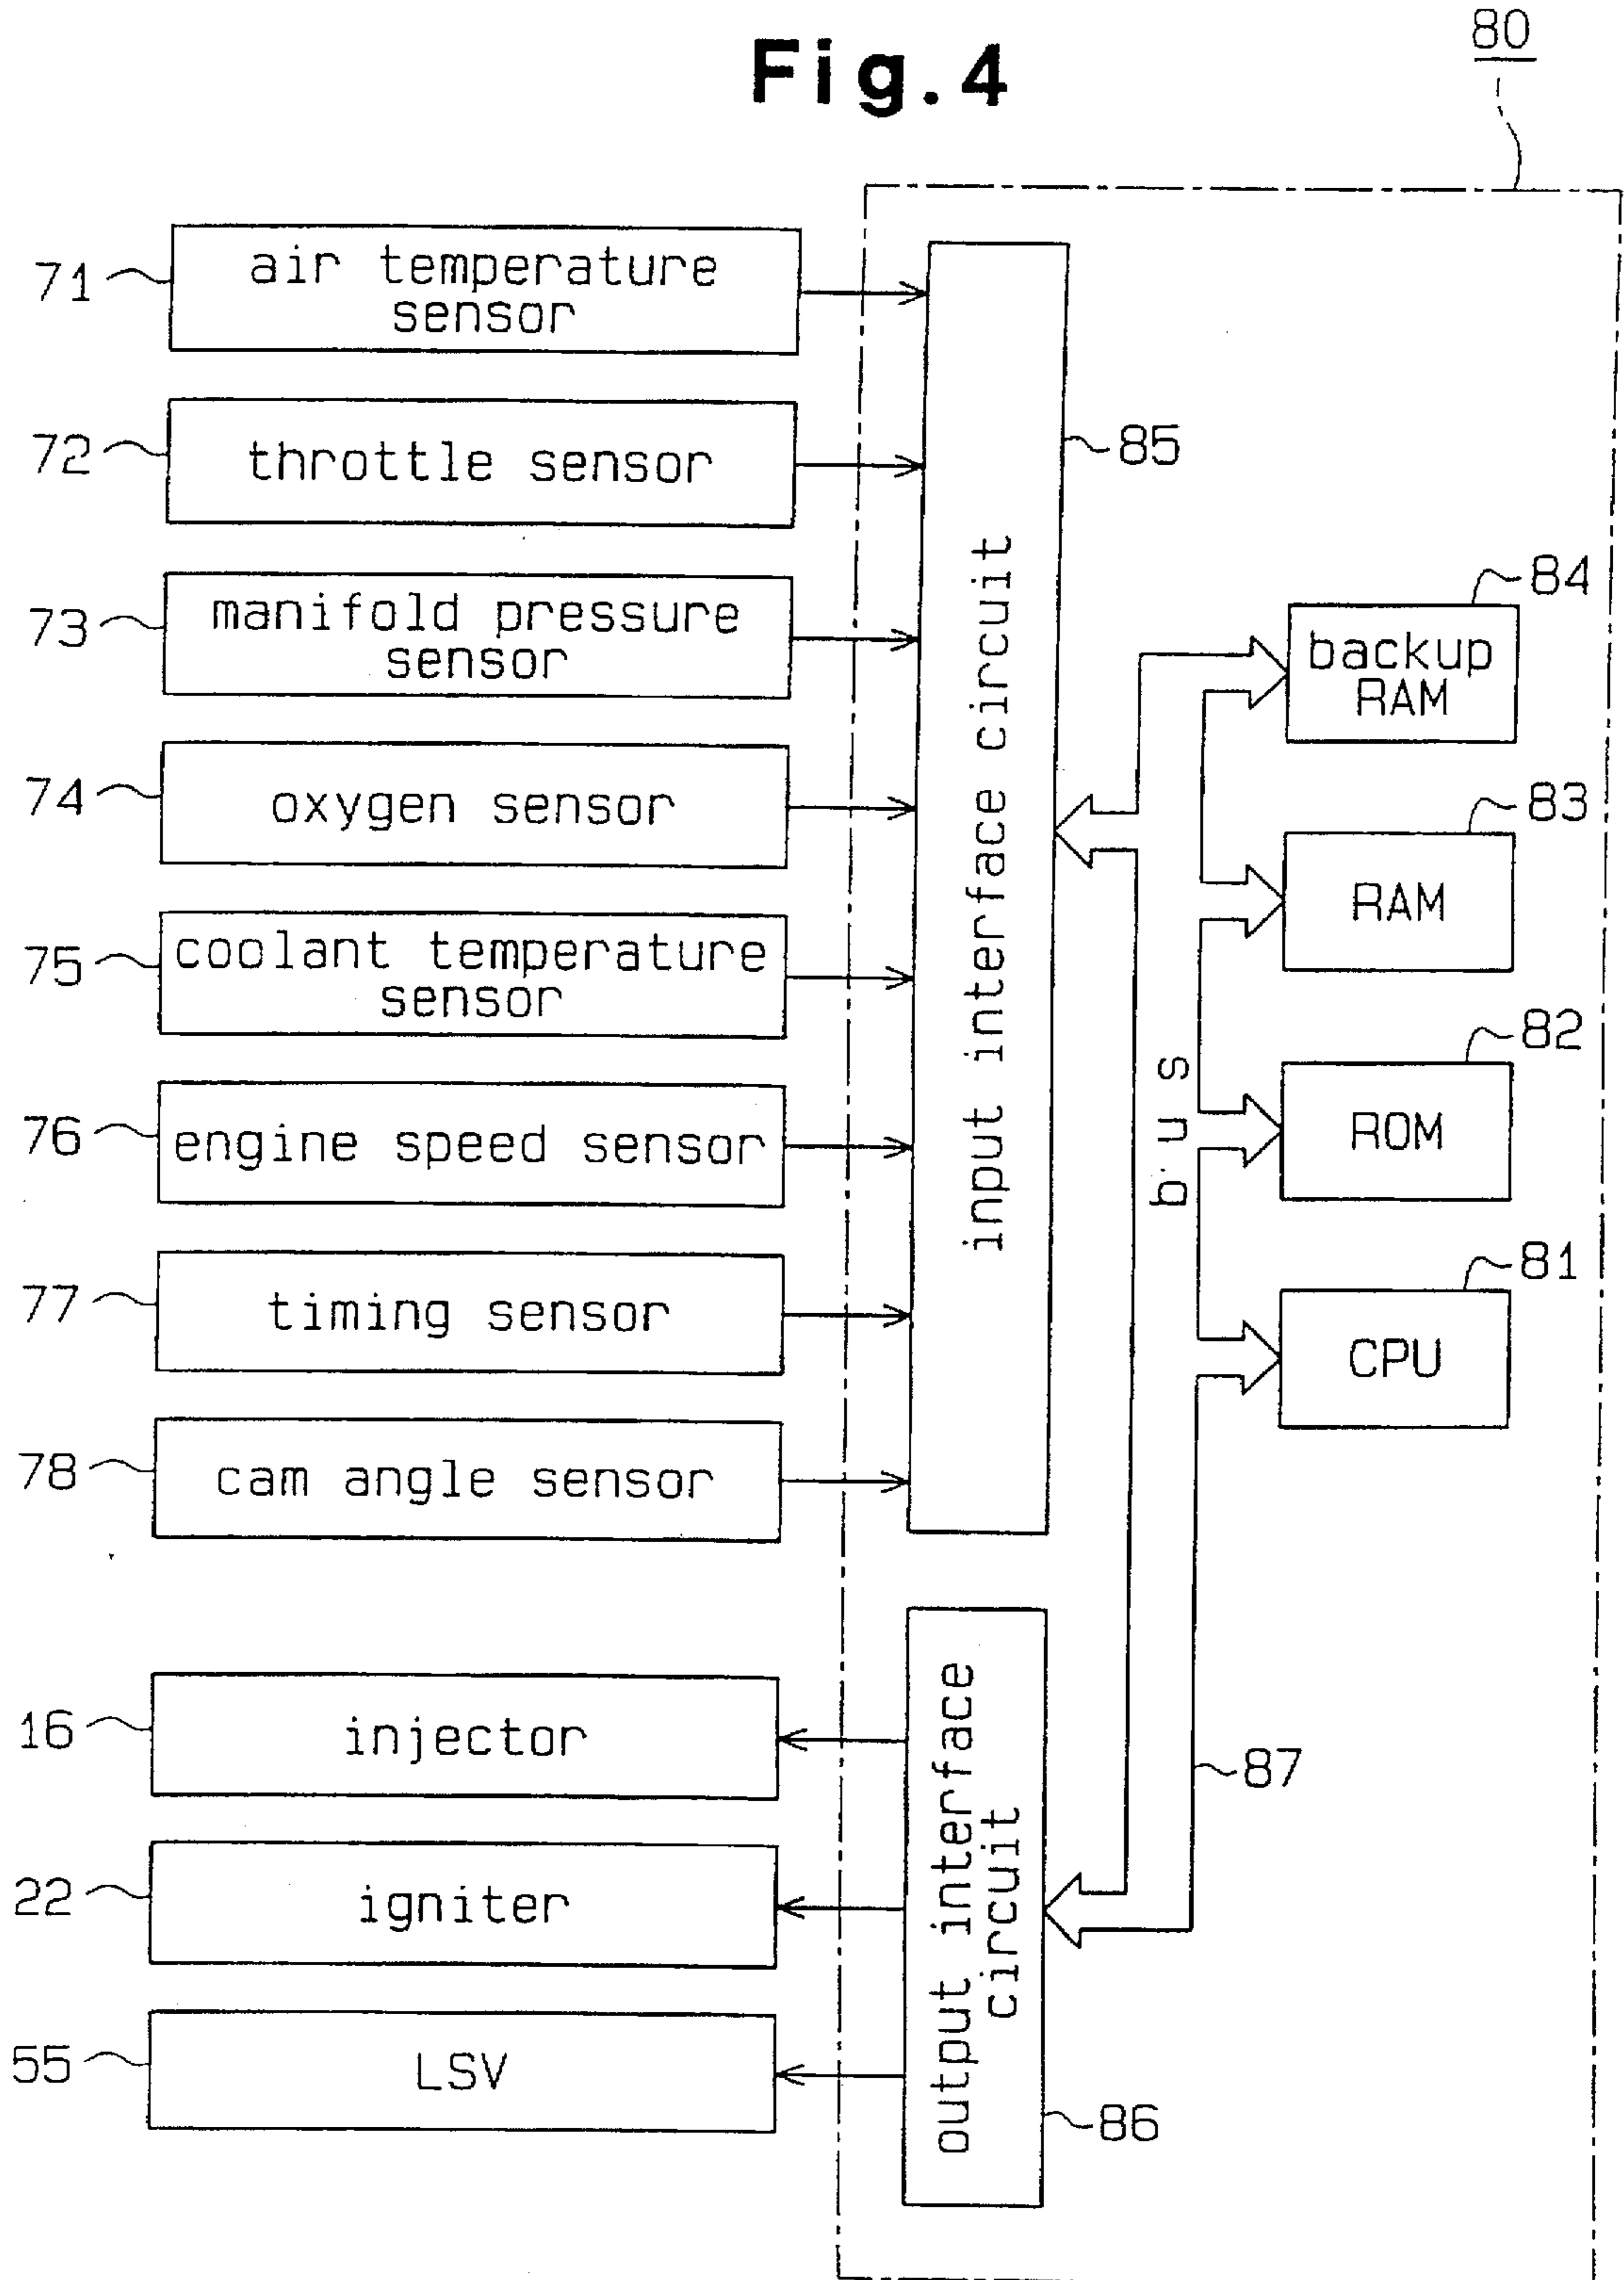 Fig.4
80
71
air temperature
sensor
72
throttle sensor
73
manifold pressure
sensor
74
oxygen sensor
75
coolant temperature
sensor
76
engine speed sensor
77
timing sensor
78
cam angle sensor
input interface circuit
85
84
backup
RAM
83
RAM
82
ROM
81
CPU
bus
16
injector
22
igniter
55
LSV
output interface
circuit
86
87